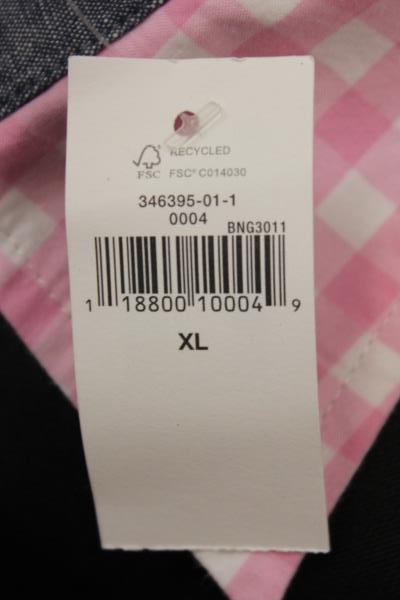 RECYCLED
FSC
FSC® C014030
346395-01-1
0004
BNG3011
1 18800 10004 9
XL